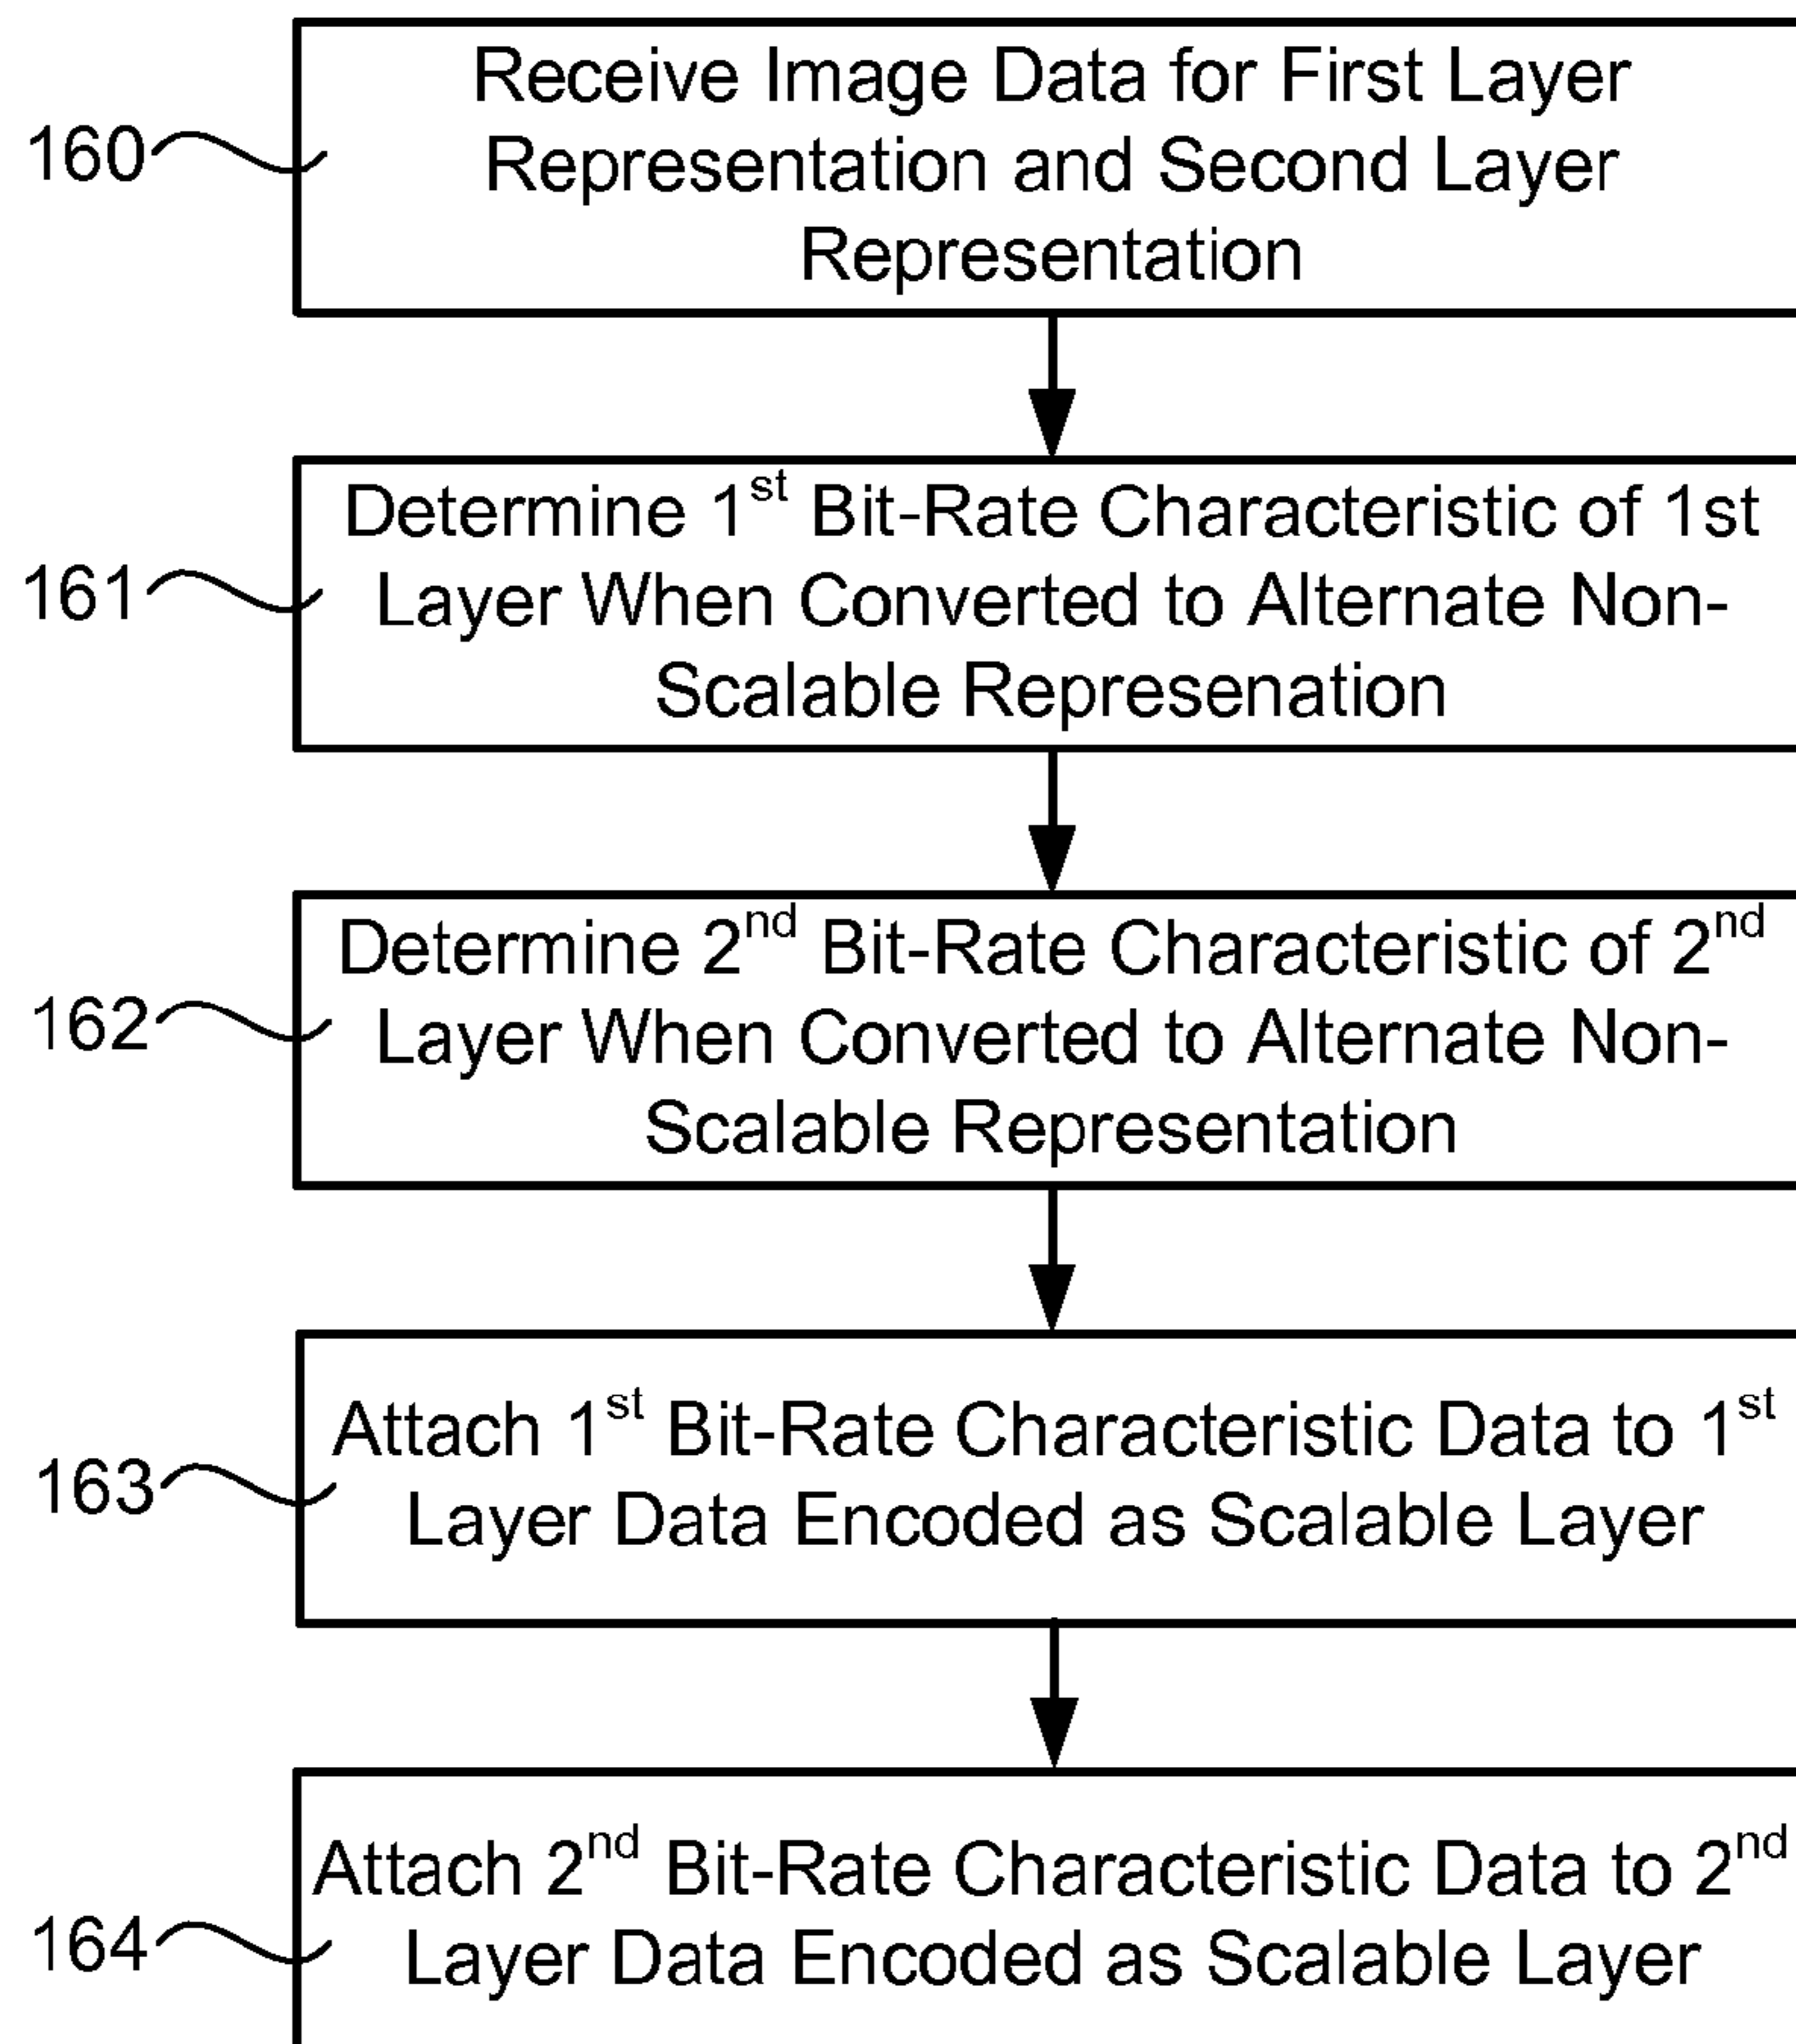 Receive Image Data for First Layer
160
Representation and Second Layer
Representation
Determine 1st Bit-Rate Characteristic of 1st
161
Layer When Converted to Alternate Non-
Scalable Represenation
Determine 2nd Bit-Rate Characteristic of 2nd
162
Layer When Converted to Alternate Non-
Scalable Representation
Attach 1st Bit-Rate Characteristic Data to 1st
163
Layer Data Encoded as Scalable Layer
Attach 2nd Bit-Rate Characteristic Data to 2nd
164
Layer Data Encoded as Scalable Layer